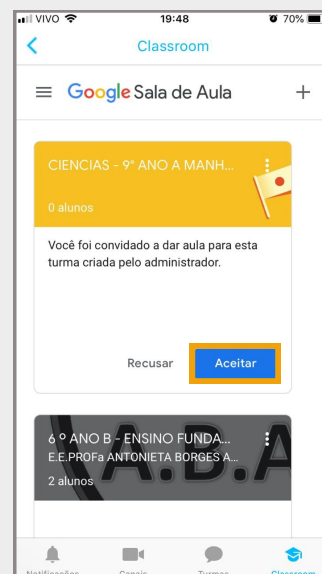 VIVO 19:48 70%
Classroom
Google Sala de Aula
CIENCIAS - 9° ANO A MANH...
0 alunos
Você foi convidado a dar aula para esta
turma criada pelo administrador.
Recusar Aceitar
6 º ANO B - ENSINO FUNDA...
E.E.PROFa ANTONIETA BORGES A...
2 alunos
A.B.A
Notificações Canais Turmas Classroom